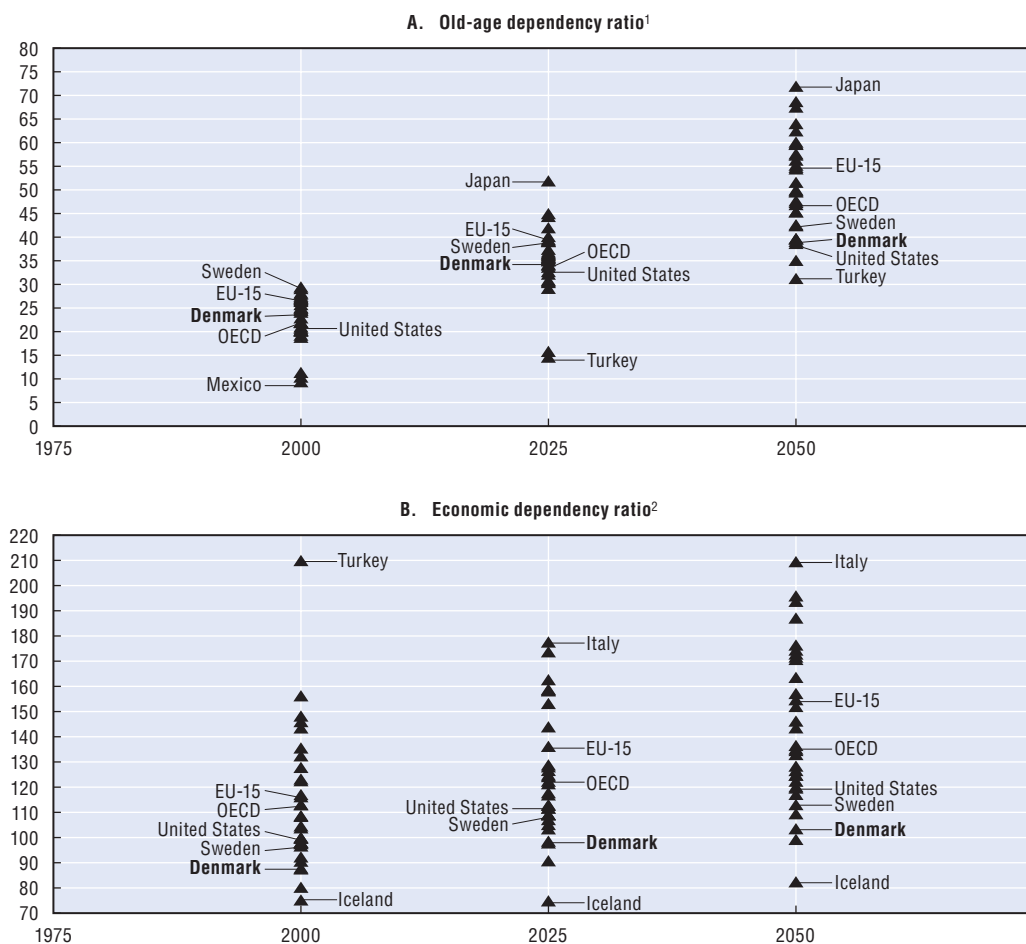 A. Old-age dependency ratio1
80
75
70
65
60
55
50
45
40
35
30
25
20
15
10
5
0
Sweden
EU-15
Denmark
OECD
United States
Mexico
Japan
EU-15
Sweden
Denmark
OECD
United States
Turkey
Japan
EU-15
OECD
Sweden
Denmark
United States
Turkey
1975
2000
2025
2050
B. Economic dependency ratio2
220
210
200
190
180
170
160
150
140
130
120
110
100
90
80
70
Turkey
EU-15
OECD
United States
Sweden
Denmark
Iceland
Italy
EU-15
OECD
United States
Sweden
Denmark
Iceland
Italy
EU-15
OECD
United States
Sweden
Denmark
Iceland
1975
2000
2025
2050